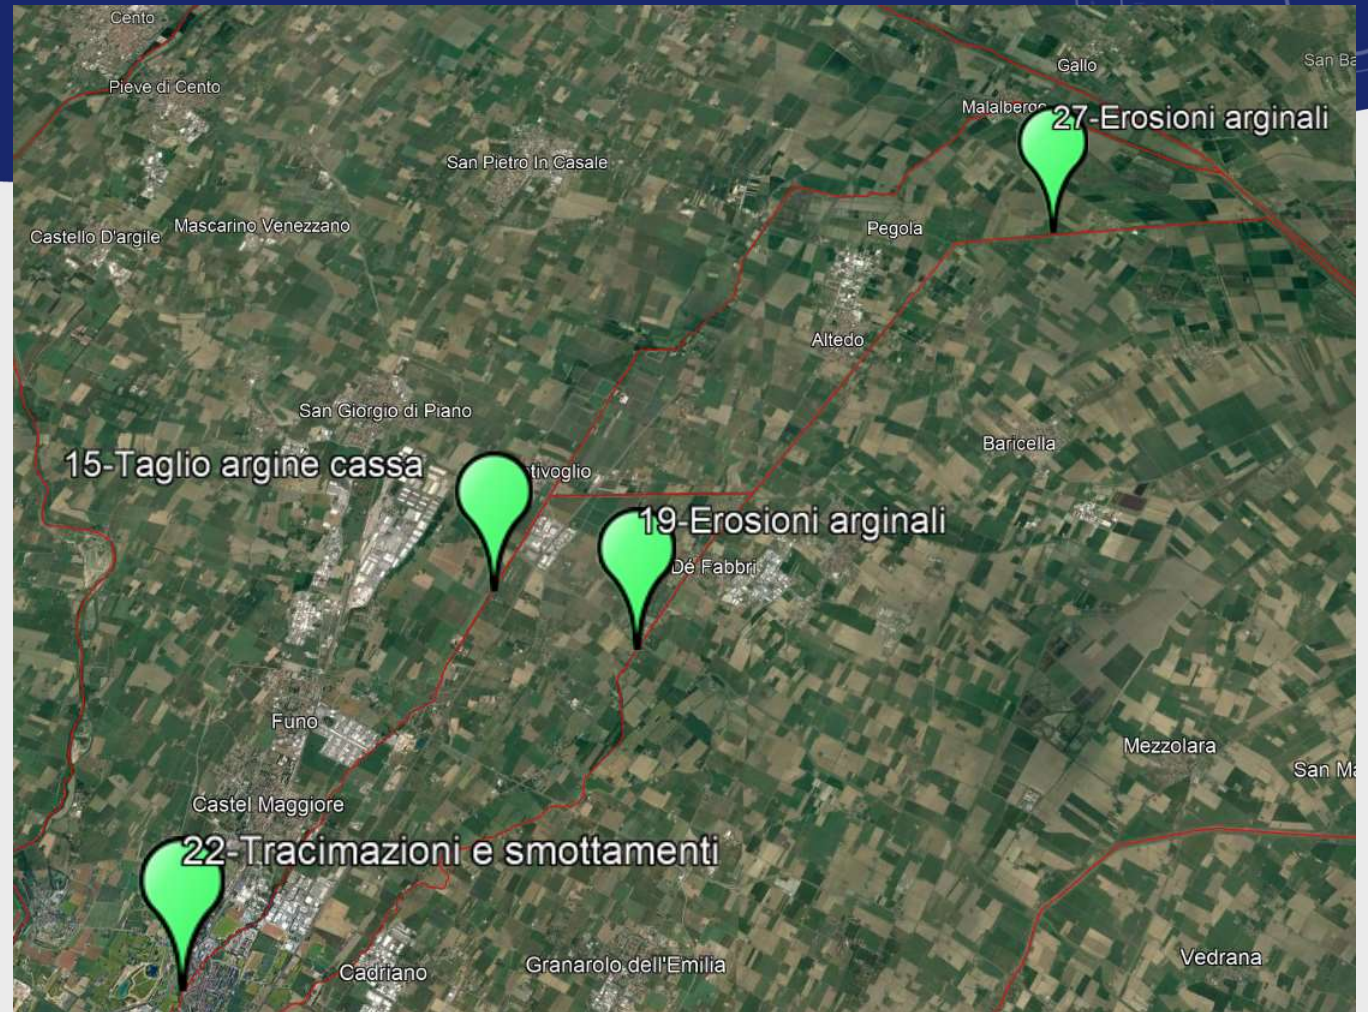 Cento
Gallo
San Ba
Pieve di Cento
Malalbergo
27-Erosioni arginali
San Pietro In Casale
Mascarino Venezzano
Pegola
Castello D'argile
Altedo
San Giorgio di Piano
Baricella
15-Taglio argine cassa
tivoglio
19-Erosioni arginali
Dé Fabbri
Funo
Mezzolara
San Ma
Castel Maggiore
22-Tracimazioni e smottamenti
Vedrana
Granarolo dell'Emilia
Cadriano